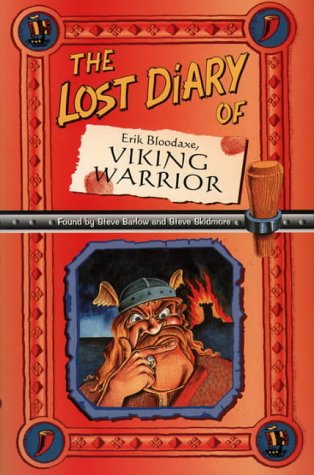 THE
LOST DiARY
OF
Erik Bloodaxe,
VIKING
WARRIOR
Found by Steve Barlow and Steve Skidmore